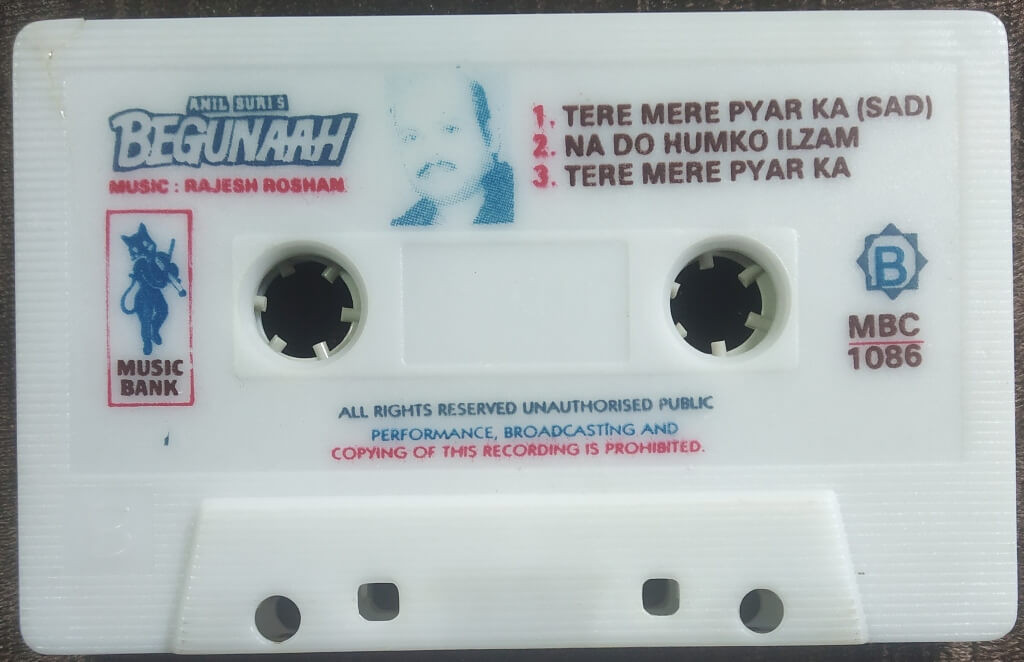 ANIL SURI'S
BEGUNAAH
MUSIC : RAJESH ROSHAN
1. TERE MERE PYAR KA (SAD)
2. NA DO HUMKO ILZAM
3. TERE MERE PYAR KA
MUSIC
BANK
B
MBC
1086
ALL RIGHTS RESERVED UNAUTHORISED PUBLIC
PERFORMANCE, BROADCASTING AND
COPYING OF THIS RECORDING IS PROHIBITED.
B